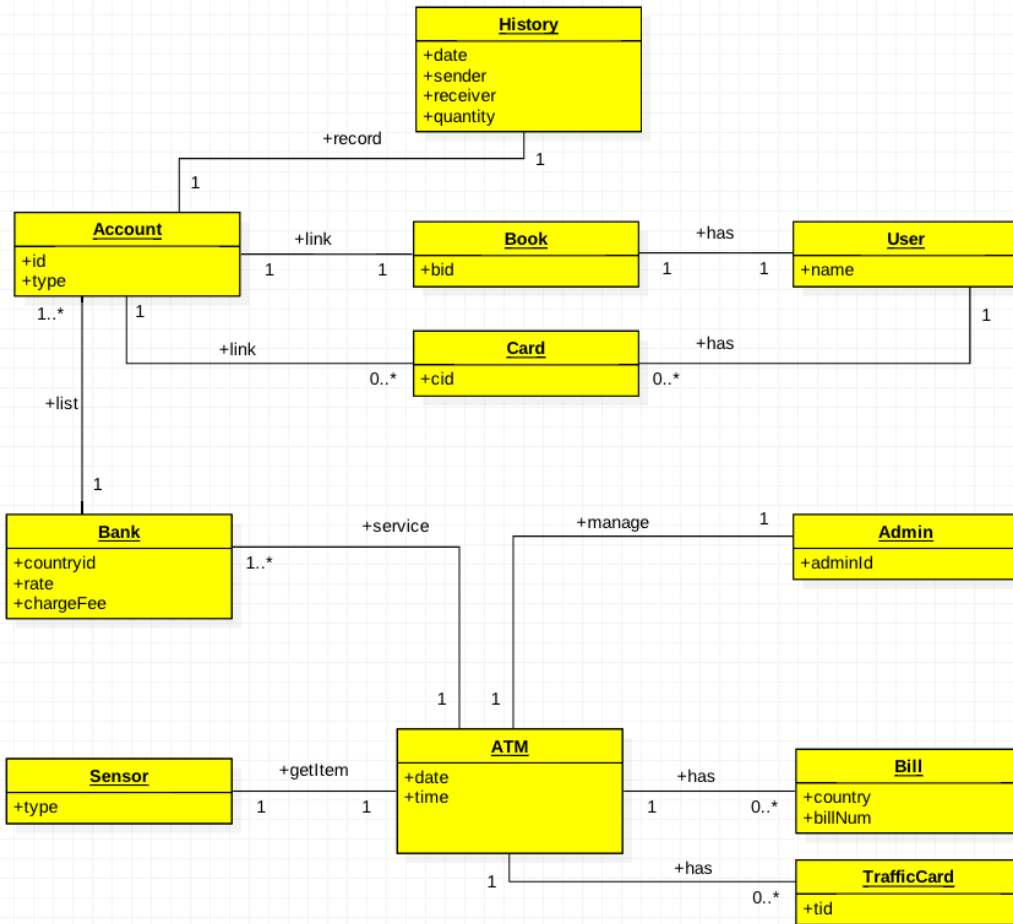 History
+date
+sender
+receiver
+quantity
+record
1
1
Account
+id
+type
+link
1
1
Book
+bid
+has
1
1
User
+name
1..*
1
+link
0..*
Card
+cid
+has
0..*
1
+list
1
Bank
+countryid
+rate
+chargeFee
+service
1..*
1
+manage
1
1
Admin
+adminId
Sensor
+type
+getItem
1
1
ATM
+date
+time
+has
1
0..*
Bill
+country
+billNum
+has
1
0..*
TrafficCard
+tid